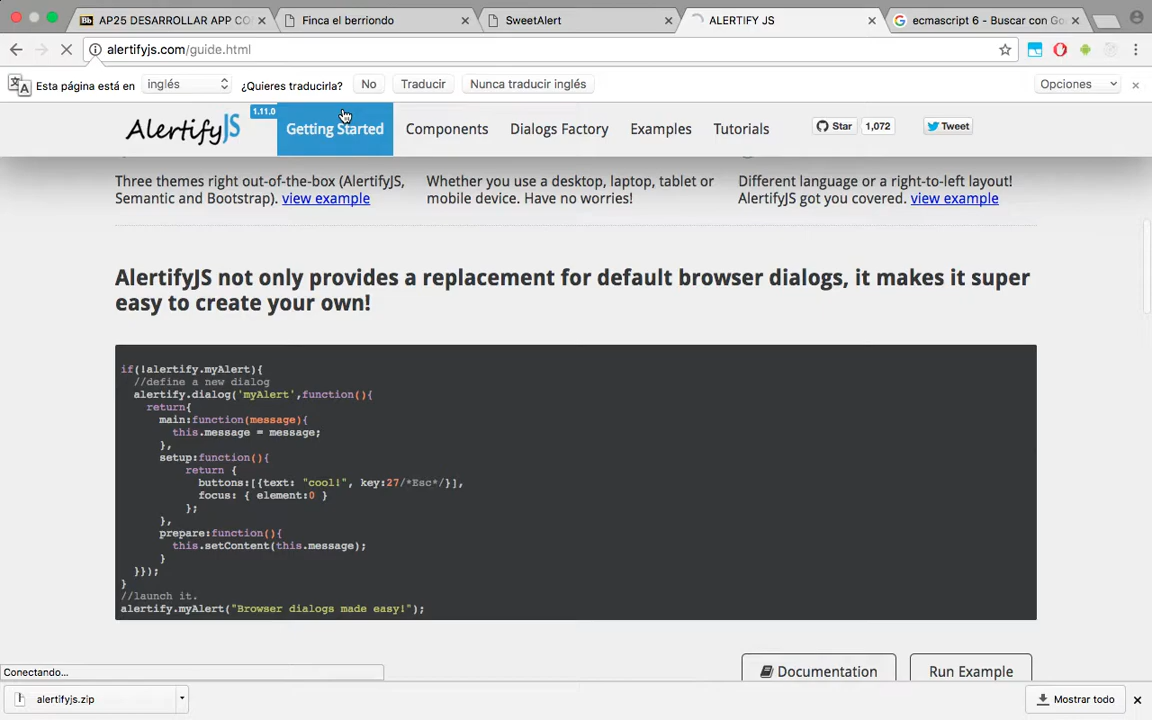 AP25 DESARROLLAR APP CO
Finca el berriondo
SweetAlert
ALERTIFY JS
ecmascript 6 - Buscar con Go
alertifyjs.com/guide.html
Esta página está en
inglés
¿Quieres traducirla?
No
Traducir
Nunca traducir inglés
Opciones
AlertifyJS
1.11.0
Getting Started
Components
Dialogs Factory
Examples
Tutorials
Star
1,072
Tweet
Three themes right out-of-the-box (AlertifyJS,
Semantic and Bootstrap). view example
Whether you use a desktop, laptop, tablet or
mobile device. Have no worries!
Different language or a right-to-left layout!
AlertifyJS got you covered. view example
AlertifyJS not only provides a replacement for default browser dialogs, it makes it super
easy to create your own!
if(!alertify.myAlert){
//define a new dialog
alertify.dialog('myAlert',function(){
return{
main:function(message){
this.message = message;
},
setup:function(){
return {
buttons:[{text: "cool!", key:27/*Esc*/}],
focus: { element:0 }
};
},
prepare:function(){
this.setContent(this.message);
}
}});
}
//launch it.
alertify.myAlert("Browser dialogs made easy!");
Documentation
Run Example
Conectando...
alertifyjs.zip
Mostrar todo